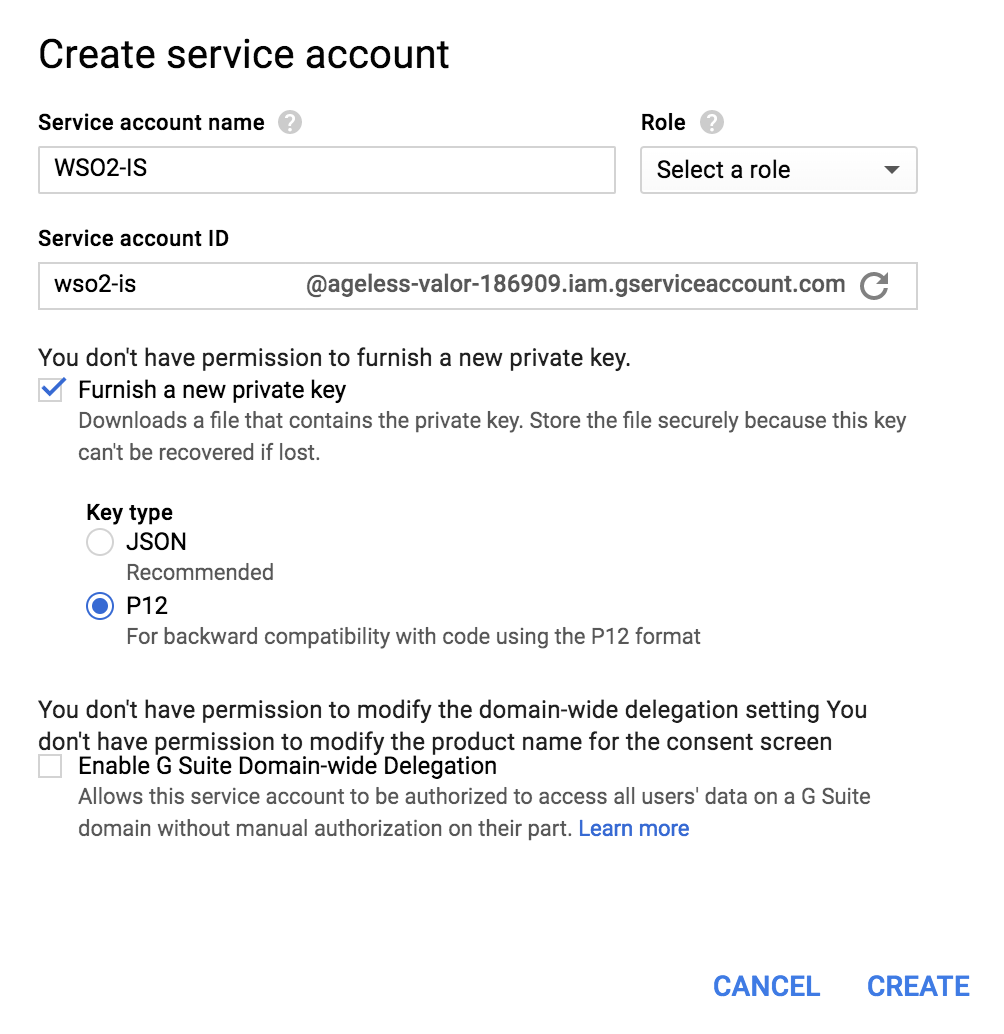 Create service account
Service account name ?
Role ?
WSO2-IS
Select a role
Service account ID
wso2-is @ageless-valor-186909.iam.gserviceaccount.com
You don't have permission to furnish a new private key.
Furnish a new private key
Downloads a file that contains the private key. Store the file securely because this key
can't be recovered if lost.
Key type
JSON
Recommended
P12
For backward compatibility with code using the P12 format
You don't have permission to modify the domain-wide delegation setting You
don't have permission to modify the product name for the consent screen
Enable G Suite Domain-wide Delegation
Allows this service account to be authorized to access all users' data on a G Suite
domain without manual authorization on their part. Learn more
CANCEL CREATE